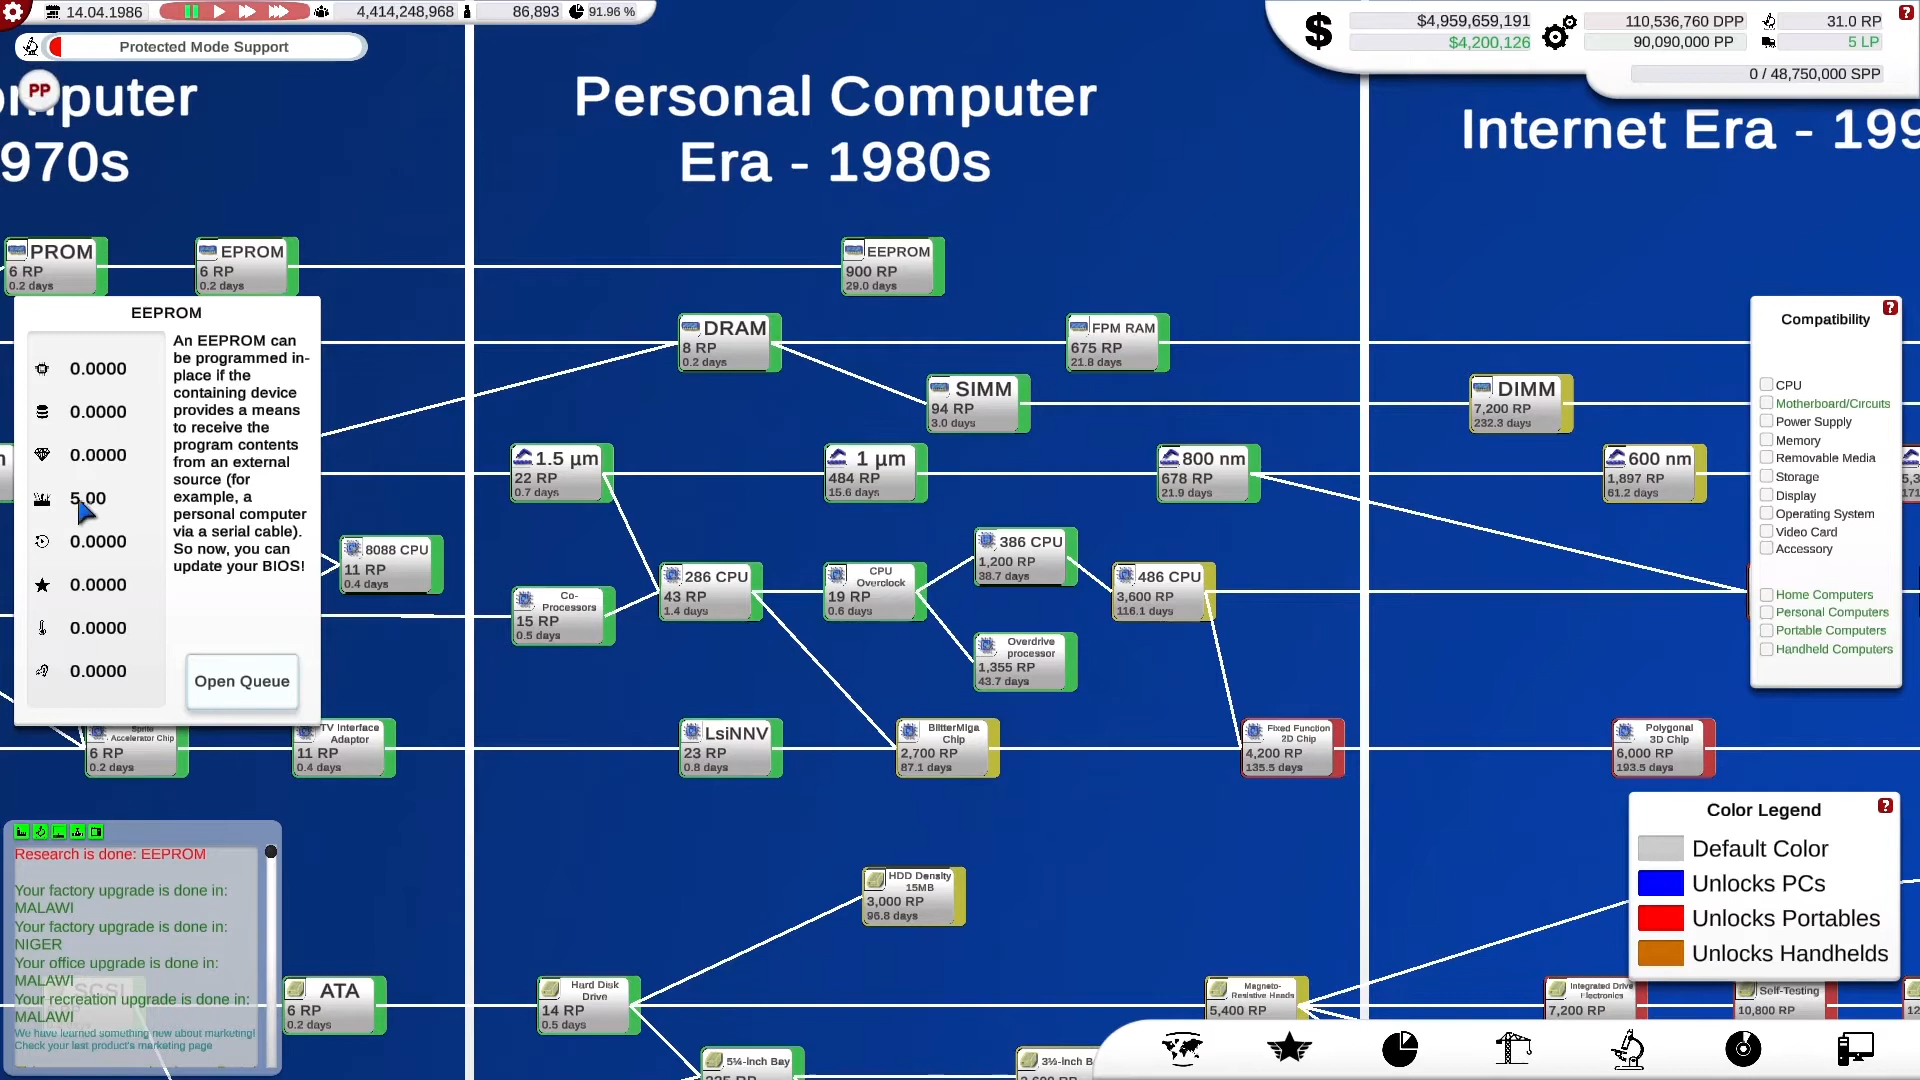 14.04.1986
4,414,248,968
86,893
91.96 %
$4,959,659,191
110,536,760 DPP
31.0 RP
$4,200,126
90,090,000 PP
5 LP
0 / 48,750,000 SPP
Protected Mode Support
PP
mputer
970s
Personal Computer
Era - 1980s
Internet Era - 199
PROM
6 RP
0.2 days
EPROM
6 RP
0.2 days
EEPROM
900 RP
29.0 days
DRAM
8 RP
0.2 days
FPM RAM
675 RP
21.8 days
SIMM
94 RP
3.0 days
DIMM
7,200 RP
232.3 days
1.5 µm
22 RP
0.7 days
1 µm
484 RP
15.6 days
800 nm
678 RP
21.9 days
600 nm
1,897 RP
61.2 days
8088 CPU
11 RP
0.4 days
Co-
Processors
15 RP
0.5 days
286 CPU
43 RP
1.4 days
CPU
Overclock
19 RP
0.6 days
386 CPU
1,200 RP
38.7 days
486 CPU
3,600 RP
116.1 days
Overdrive
processor
1,355 RP
43.7 days
Sprite
Accelerator Chip
6 RP
0.2 days
TV Interface
Adaptor
11 RP
0.4 days
LsiNNV
23 RP
0.8 days
BlitterMiga
Chip
2,700 RP
87.1 days
Fixed Function
2D Chip
4,200 RP
135.5 days
Polygonal
3D Chip
6,000 RP
193.5 days
HDD Density
15MB
3,000 RP
96.8 days
SCSI
ATA
6 RP
0.2 days
Hard Disk
Drive
14 RP
0.5 days
Magneto-
Resistive Heads
5,400 RP
Integrated Drive
Electronics
7,200 RP
Self-Testing
10,800 RP
5¼-Inch Bay
3½-Inch B
EEPROM
0.0000
0.0000
0.0000
5.00
0.0000
0.0000
0.0000
0.0000
An EEPROM can
be programmed in-
place if the
containing device
provides a means
to receive the
program contents
from an external
source (for
example, a
personal computer
via a serial cable).
So now, you can
update your BIOS!
Open Queue
Compatibility
CPU
Motherboard/Circuits
Power Supply
Memory
Removable Media
Storage
Display
Operating System
Video Card
Accessory
Home Computers
Personal Computers
Portable Computers
Handheld Computers
Color Legend
Default Color
Unlocks PCs
Unlocks Portables
Unlocks Handhelds
Research is done: EEPROM
Your factory upgrade is done in:
MALAWI
Your factory upgrade is done in:
NIGER
Your office upgrade is done in:
MALAWI
Your recreation upgrade is done in:
MALAWI
We have learned something new about marketing!
Check your last product's marketing page